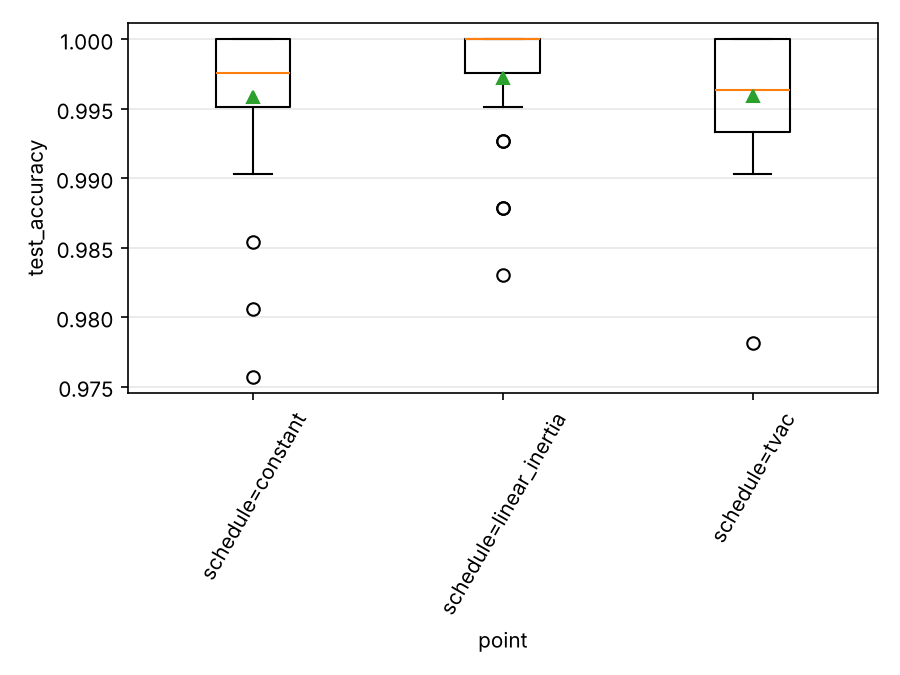 test_accuracy
1.000
0.995
0.990
0.985
0.980
0.975
schedule=constant
schedule=linear_inertia
schedule=tvac
point